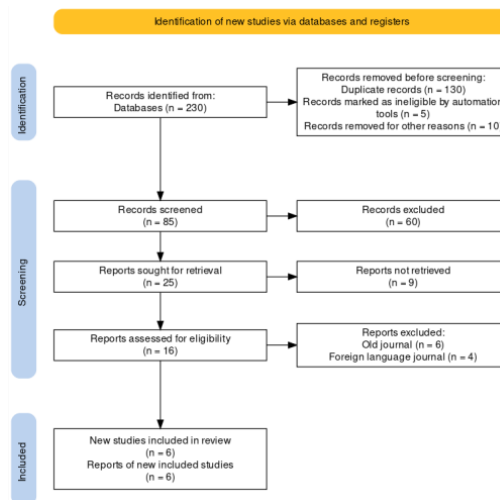 Identification of new studies via databases and registers
Identification
Records identified from:
Databases (n = 230)
Records removed before screening:
Duplicate records (n = 130)
Records marked as ineligible by automation
tools (n = 5)
Records removed for other reasons (n = 10)
Screening
Records screened
(n = 85)
Records excluded
(n = 60)
Reports sought for retrieval
(n = 25)
Reports not retrieved
(n = 9)
Reports assessed for eligibility
(n = 16)
Reports excluded:
Old journal (n = 6)
Foreign language journal (n = 4)
Included
New studies included in review
(n = 6)
Reports of new included studies
(n = 6)